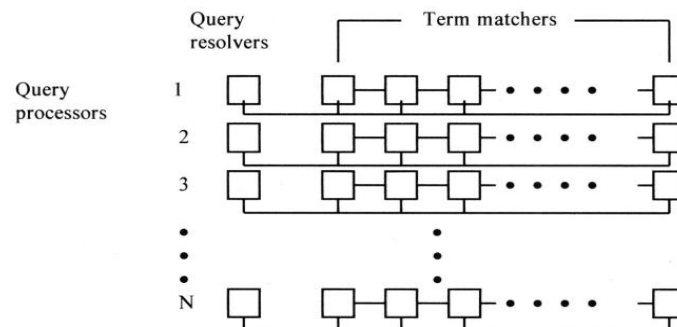 Query
resolvers
Term matchers
Query
processors
1
2
3
N